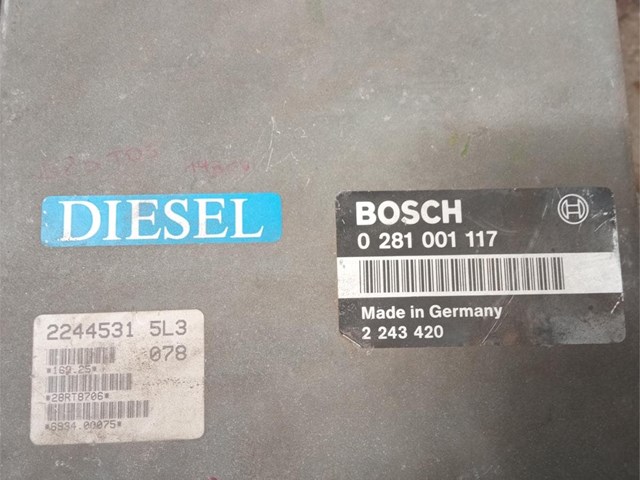 DIESEL
BOSCH
0 281 001 117
Made in Germany
2 243 420
2244531 5L3
078
*169.25*
*28RT8706*
*6934.00075*